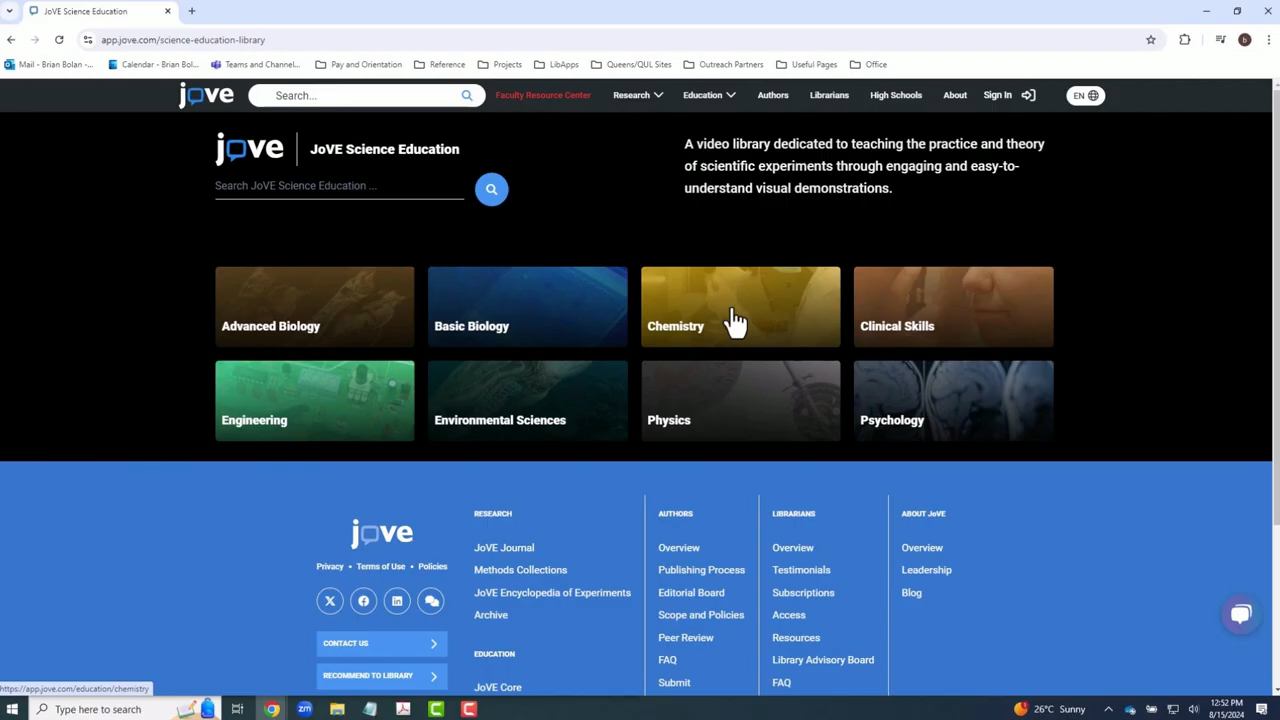 JoVE Science Education
app.jove.com/science-education-library
Mail - Brian Bolan -...
Calendar - Brian Bol...
Teams and Channel...
Pay and Orientation
Reference
Projects
LibApps
Queens/QUL Sites
Outreach Partners
Useful Pages
Office
jove
Search...
Faculty Resource Center
Research
Education
Authors
Librarians
High Schools
About
Sign In
EN
jove
JoVE Science Education
Search JoVE Science Education ...
A video library dedicated to teaching the practice and theory
of scientific experiments through engaging and easy-to-
understand visual demonstrations.
Advanced Biology
Basic Biology
Chemistry
Clinical Skills
Engineering
Environmental Sciences
Physics
Psychology
jove
Privacy • Terms of Use • Policies
CONTACT US
RECOMMEND TO LIBRARY
RESEARCH
JoVE Journal
Methods Collections
JoVE Encyclopedia of Experiments
Archive
EDUCATION
JoVE Core
AUTHORS
Overview
Publishing Process
Editorial Board
Scope and Policies
Peer Review
FAQ
Submit
LIBRARIANS
Overview
Testimonials
Subscriptions
Access
Resources
Library Advisory Board
FAQ
ABOUT JoVE
Overview
Leadership
Blog
https://app.jove.com/education/chemistry
Type here to search
26°C Sunny
12:52 PM
8/15/2024